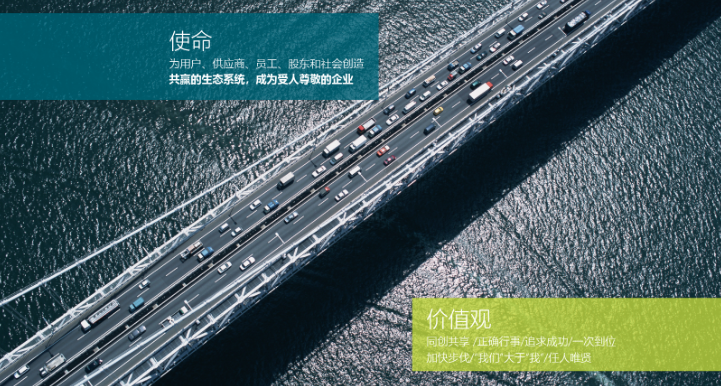 使命
为用户、供应商、员工、股东和社会创造
共赢的生态系统，成为受人尊敬的企业
价值观
同创共享 /正确行事/追求成功/一次到位
加快步伐/“我们”大于“我”/任人唯贤